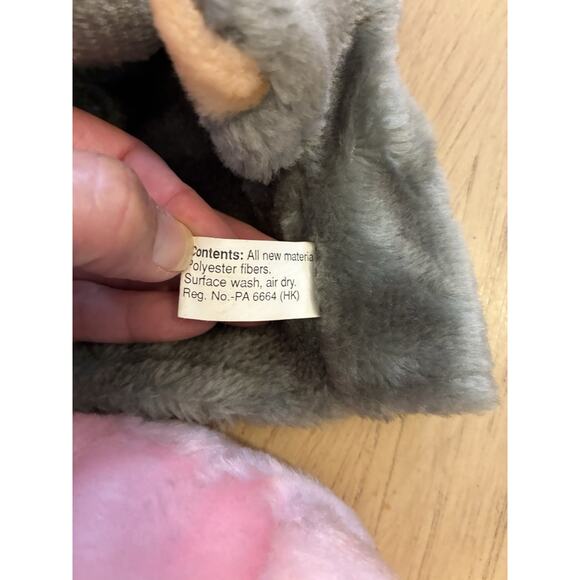 Contents: All new materia
Polyester fibers.
Surface wash, air dry.
Reg. No.-PA 6664 (HK)